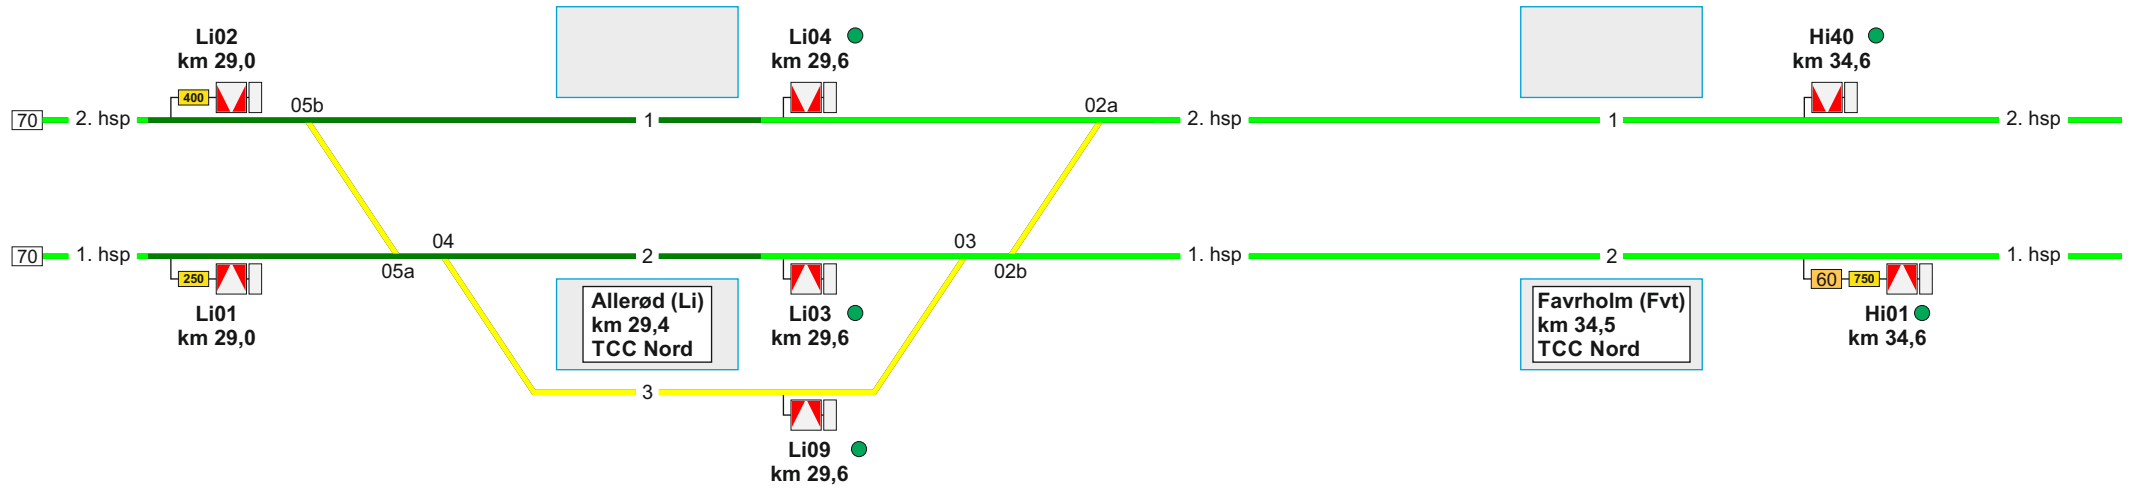 Li02
km 29,0
Li04
km 29,6
Hi40
km 34,6
400
05b
02a
70
2. hsp
1
2. hsp
1
2. hsp
04
03
70
1. hsp
2
1. hsp
2
1. hsp
05a
02b
250
60
750
Li01
km 29,0
Allerød (Li)
km 29,4
TCC Nord
Li03
km 29,6
Favrholm (Fvt)
km 34,5
TCC Nord
Hi01
km 34,6
3
Li09
km 29,6